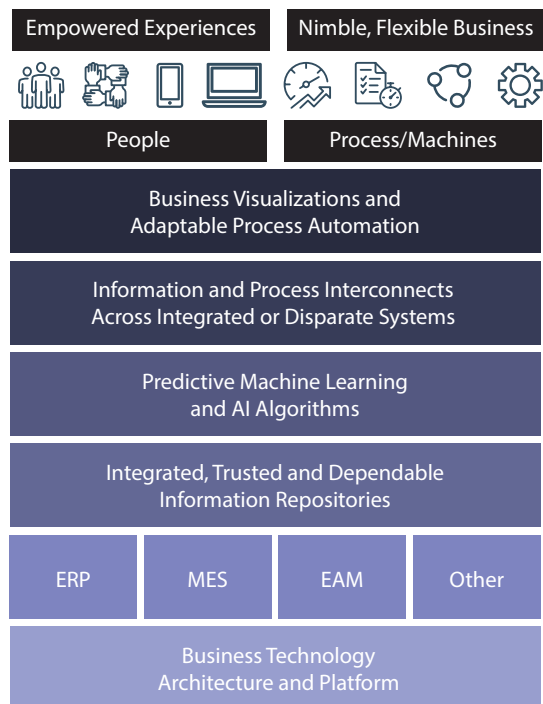 Empowered Experiences
Nimble, Flexible Business
People
Process/Machines
Business Visualizations and
Adaptable Process Automation
Information and Process Interconnects
Across Integrated or Disparate Systems
Predictive Machine Learning
and AI Algorithms
Integrated, Trusted and Dependable
Information Repositories
ERP
MES
EAM
Other
Business Technology
Architecture and Platform